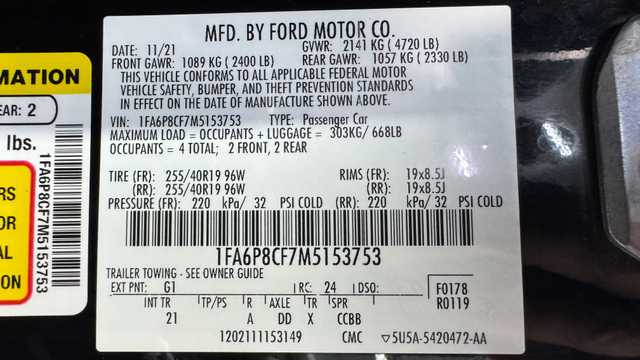 MFD. BY FORD MOTOR CO.
DATE: 11/21 GVWR: 2141 KG (4720 LB)
FRONT GAWR: 1089 KG (2400 LB) REAR GAWR: 1057 KG (2330 LB)
THIS VEHICLE CONFORMS TO ALL APPLICABLE FEDERAL MOTOR
VEHICLE SAFETY, BUMPER, AND THEFT PREVENTION STANDARDS
IN EFFECT ON THE DATE OF MANUFACTURE SHOWN ABOVE.
VIN: 1FA6P8CF7M5153753 TYPE: Passenger Car
MAXIMUM LOAD = OCCUPANTS + LUGGAGE = 303KG/ 668LB
OCCUPANTS = 4 TOTAL; 2 FRONT, 2 REAR
TIRE (FR): 255/40R19 96W RIMS (FR): 19x8.5J
(RR): 255/40R19 96W (RR): 19x8.5J
PRESSURE (FR): 220 kPa/ 32 PSI COLD (RR): 220 kPa/ 32 PSI COLD
1FA6P8CF7M5153753
TRAILER TOWING - SEE OWNER GUIDE
EXT PNT: G1 RC: 24 DSO: F0178
INT TR TP/PS R AXLE TR SPR R0119
21 A DD X CCBB
1202111153149 CMC ▽5U5A-5420472-AA
MATION
EAR: 2
lbs.
RS
OR
AL
ON
1FA6P8CF7M5153753